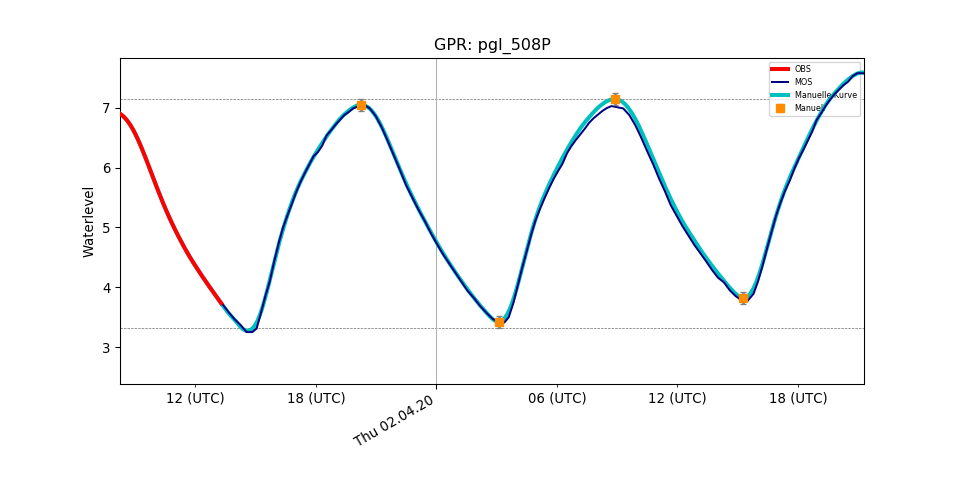 GPR: pgl_508P
OBS
MOS
Manuelle Kurve
Manuell
Waterlevel
7
6
5
4
3
12 (UTC)
18 (UTC)
Thu 02.04.20
06 (UTC)
12 (UTC)
18 (UTC)